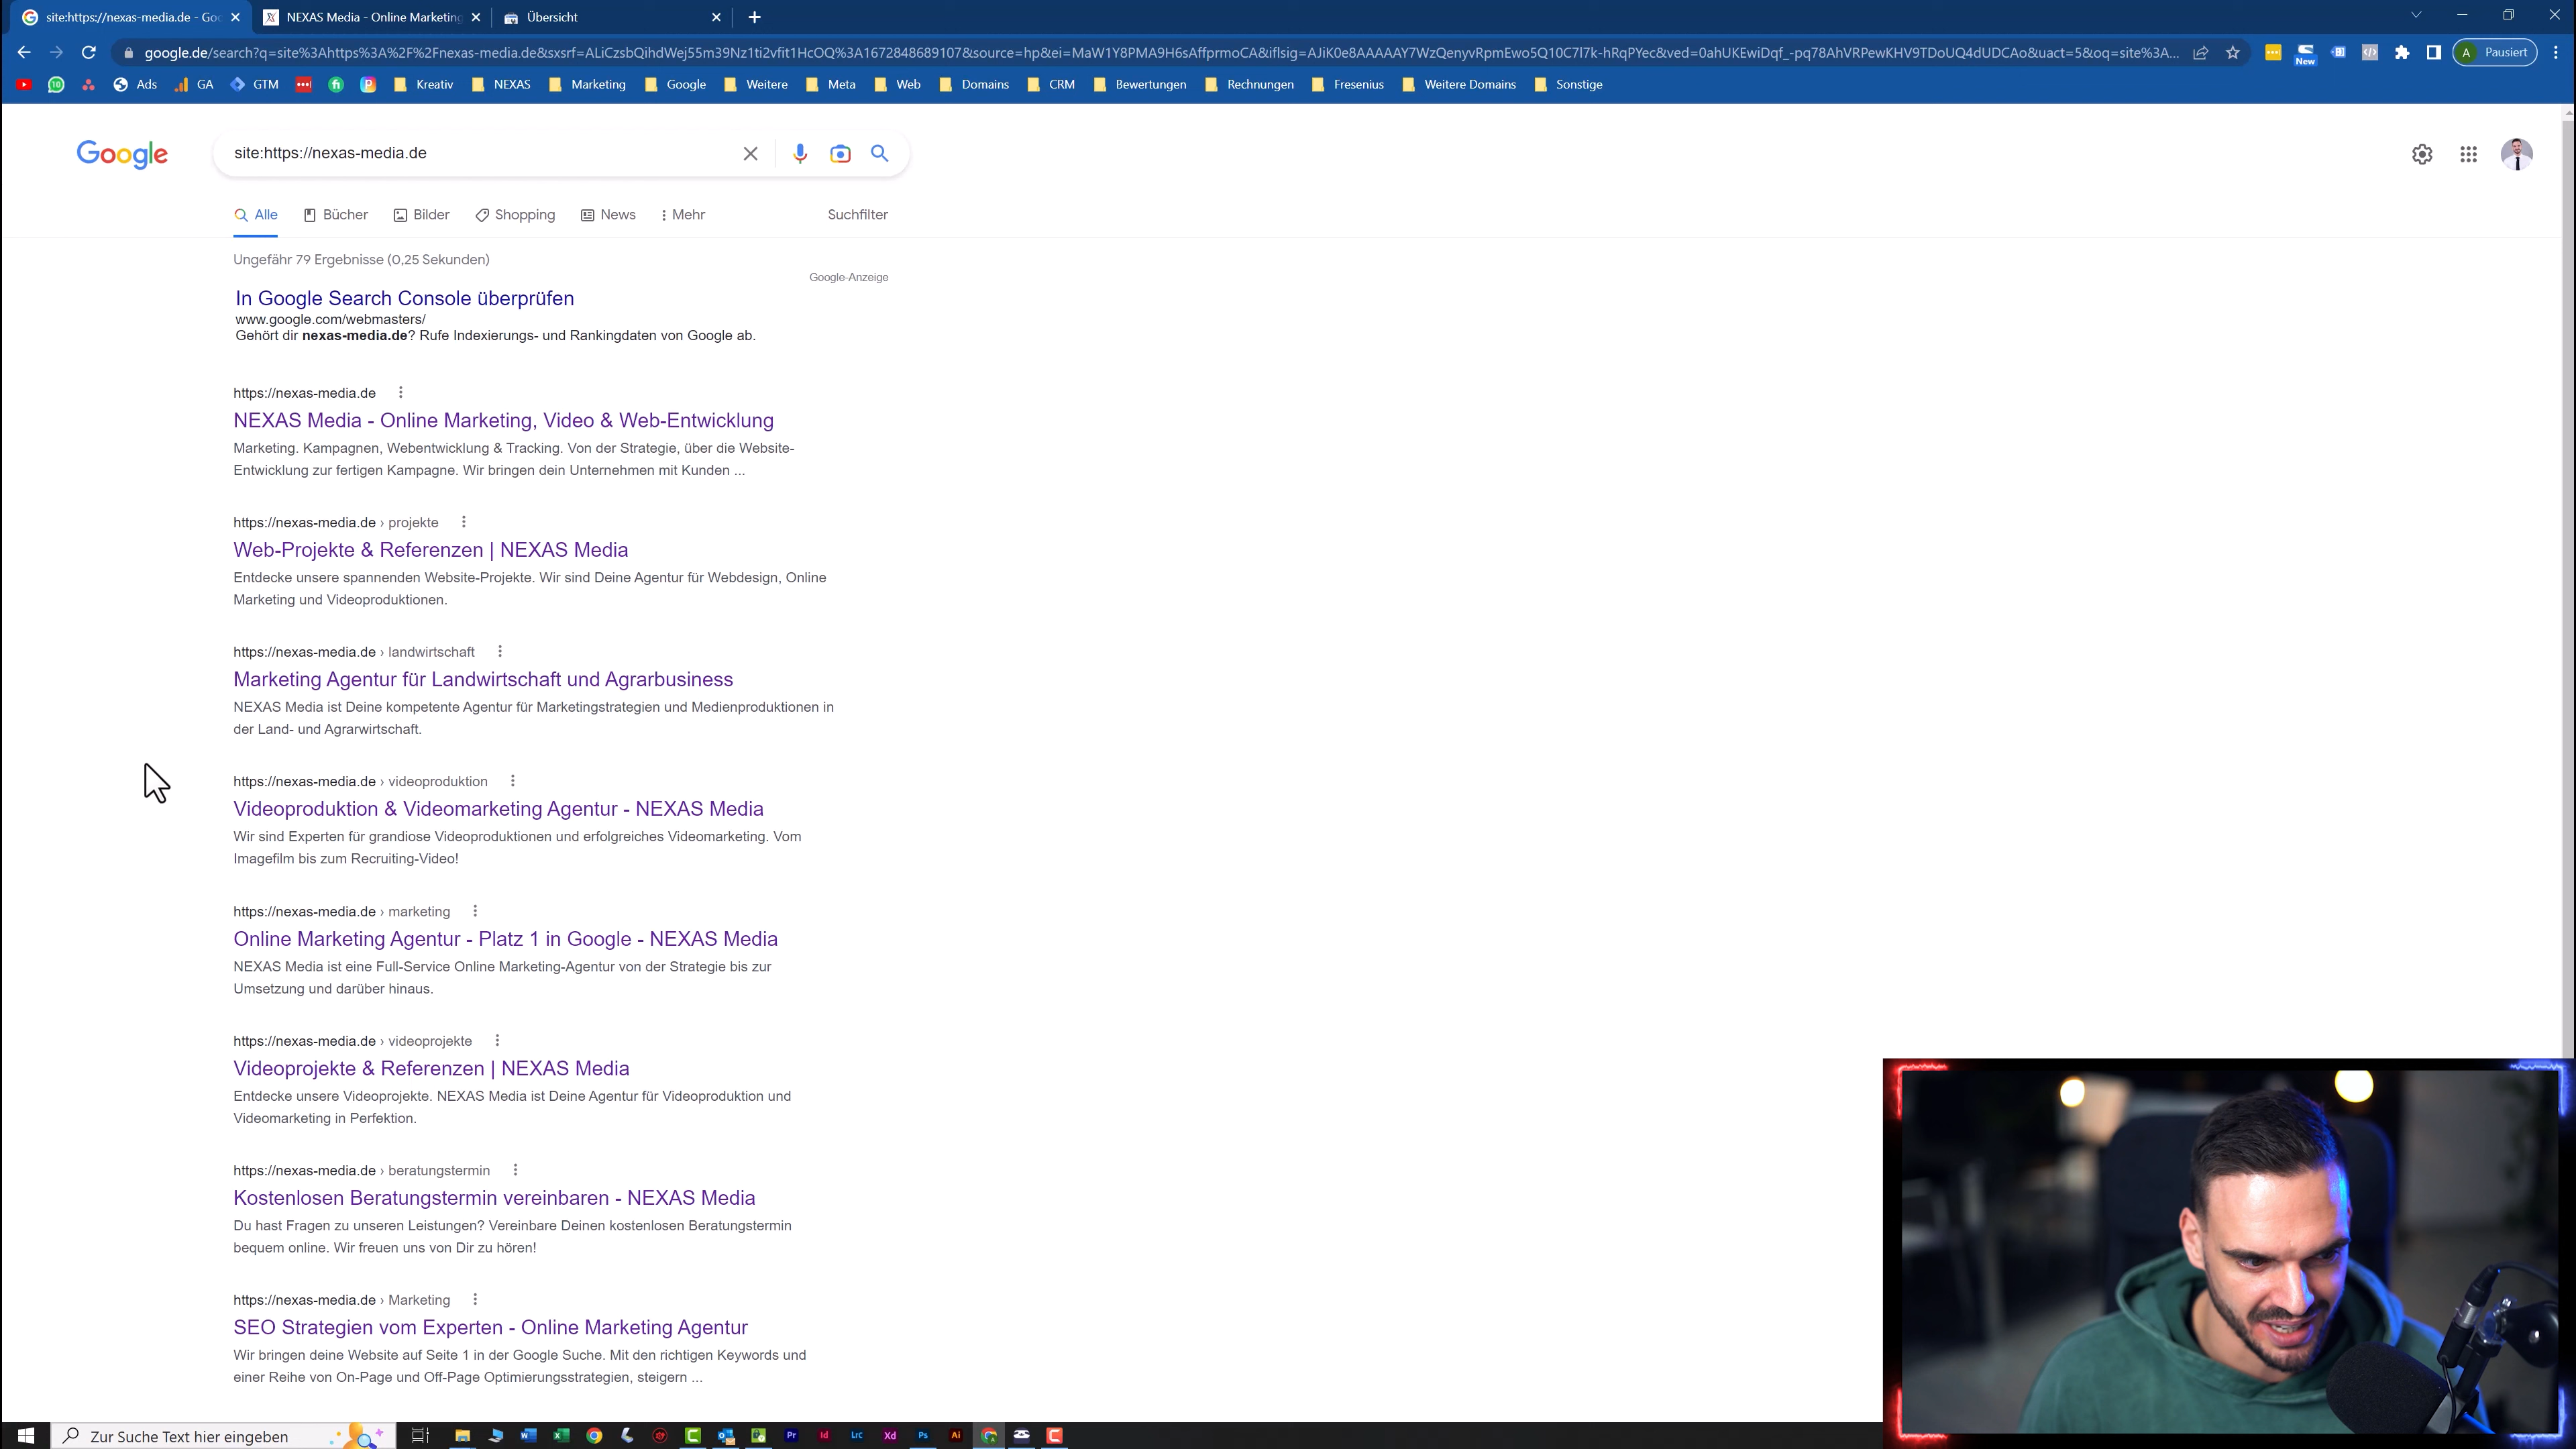 site:https://nexas-media.de - Goo
NEXAS Media - Online Marketing
Übersicht
google.de/search?q=site%3Ahttps%3A%2F%2Fnexas-media.de&sxsrf=ALiCzsbQihdWej55m39Nz1ti2vfit1HcOQ%3A1672848689107&source=hp&ei=MaW1Y8PMA9H6sAffprmoCA&iflsig=AJiK0e8AAAAAY7WzQenyvRpmEwo5Q10C7l7k-hRqPYec&ved=0ahUKEwiDqf_-pq78AhVRPewKHV9TDoUQ4dUDCAo&uact=5&oq=site%3A...
New
A
Pausiert
Ads
GA
GTM
Kreativ
NEXAS
Marketing
Google
Weitere
Meta
Web
Domains
CRM
Bewertungen
Rechnungen
Fresenius
Weitere Domains
Sonstige
Google
site:https://nexas-media.de
Alle
Bücher
Bilder
Shopping
News
Mehr
Suchfilter
Ungefähr 79 Ergebnisse (0,25 Sekunden)
Google-Anzeige
In Google Search Console überprüfen
www.google.com/webmasters/
Gehört dir nexas-media.de? Rufe Indexierungs- und Rankingdaten von Google ab.
https://nexas-media.de
NEXAS Media - Online Marketing, Video & Web-Entwicklung
Marketing. Kampagnen, Webentwicklung & Tracking. Von der Strategie, über die Website-
Entwicklung zur fertigen Kampagne. Wir bringen dein Unternehmen mit Kunden ...
https://nexas-media.de › projekte
Web-Projekte & Referenzen | NEXAS Media
Entdecke unsere spannenden Website-Projekte. Wir sind Deine Agentur für Webdesign, Online
Marketing und Videoproduktionen.
https://nexas-media.de › landwirtschaft
Marketing Agentur für Landwirtschaft und Agrarbusiness
NEXAS Media ist Deine kompetente Agentur für Marketingstrategien und Medienproduktionen in
der Land- und Agrarwirtschaft.
https://nexas-media.de › videoproduktion
Videoproduktion & Videomarketing Agentur - NEXAS Media
Wir sind Experten für grandiose Videoproduktionen und erfolgreiches Videomarketing. Vom
Imagefilm bis zum Recruiting-Video!
https://nexas-media.de › marketing
Online Marketing Agentur - Platz 1 in Google - NEXAS Media
NEXAS Media ist eine Full-Service Online Marketing-Agentur von der Strategie bis zur
Umsetzung und darüber hinaus.
https://nexas-media.de › videoprojekte
Videoprojekte & Referenzen | NEXAS Media
Entdecke unsere Videoprojekte. NEXAS Media ist Deine Agentur für Videoproduktion und
Videomarketing in Perfektion.
https://nexas-media.de › beratungstermin
Kostenlosen Beratungstermin vereinbaren - NEXAS Media
Du hast Fragen zu unseren Leistungen? Vereinbare Deinen kostenlosen Beratungstermin
bequem online. Wir freuen uns von Dir zu hören!
https://nexas-media.de › Marketing
SEO Strategien vom Experten - Online Marketing Agentur
Wir bringen deine Website auf Seite 1 in der Google Suche. Mit den richtigen Keywords und
einer Reihe von On-Page und Off-Page Optimierungsstrategien, steigern ...
Zur Suche Text hier eingeben
Pr
Id
LrC
Xd
Ps
Ai